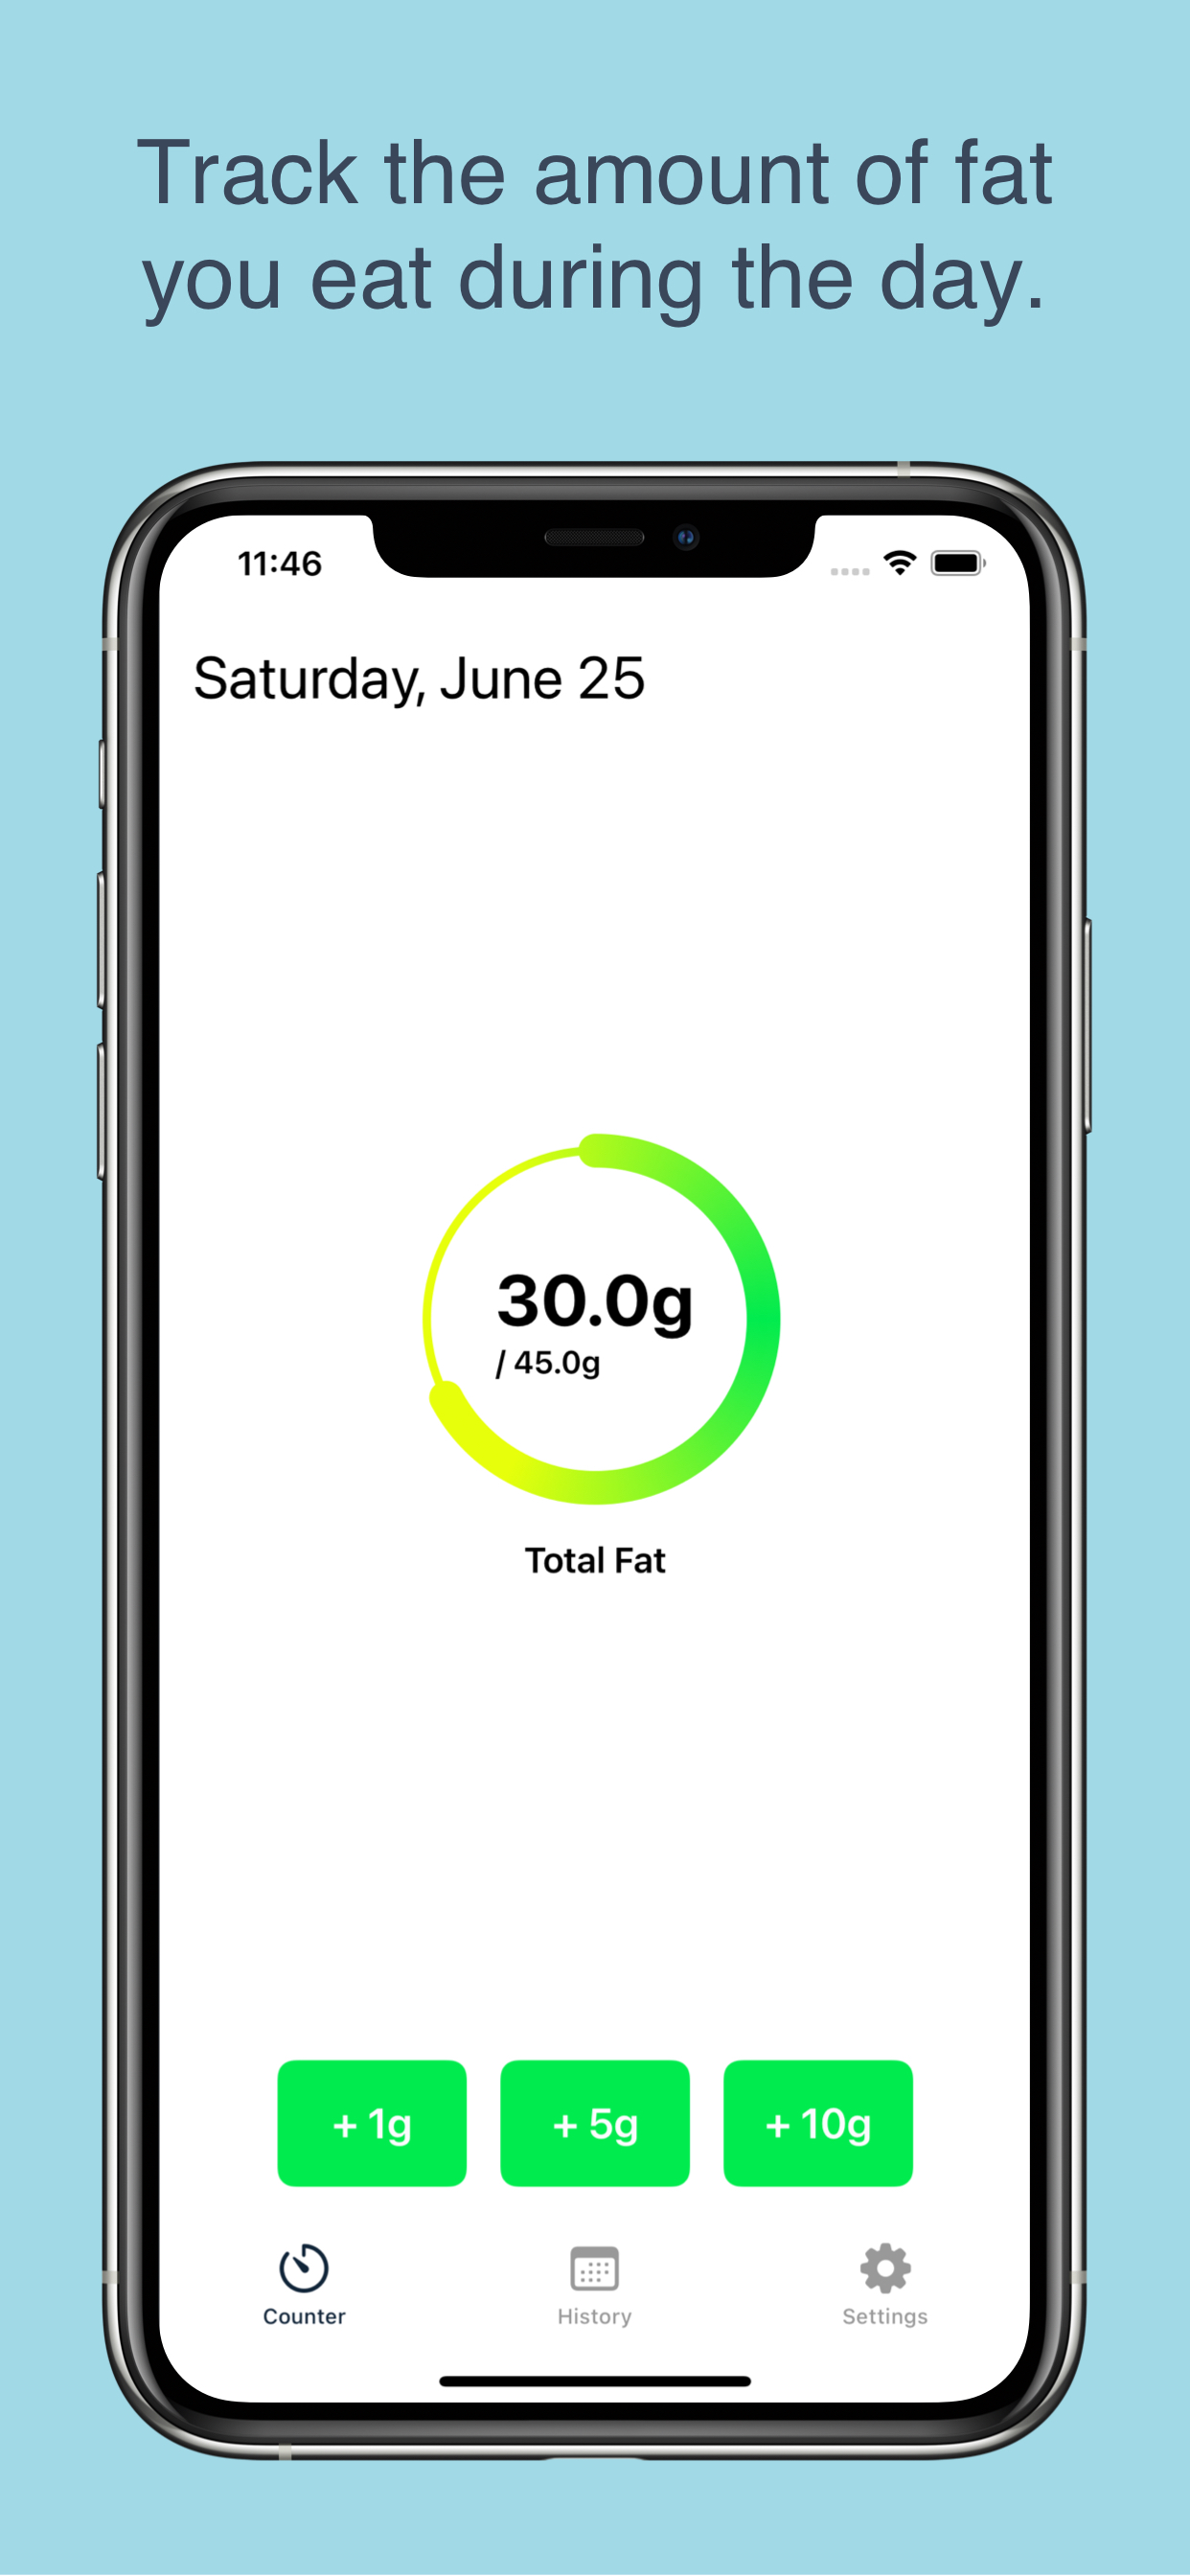 Track the amount of fat
you eat during the day.
11:46
Saturday, June 25
30.0g
/ 45.0g
Total Fat
+ 1g + 5g + 10g
Counter History Settings